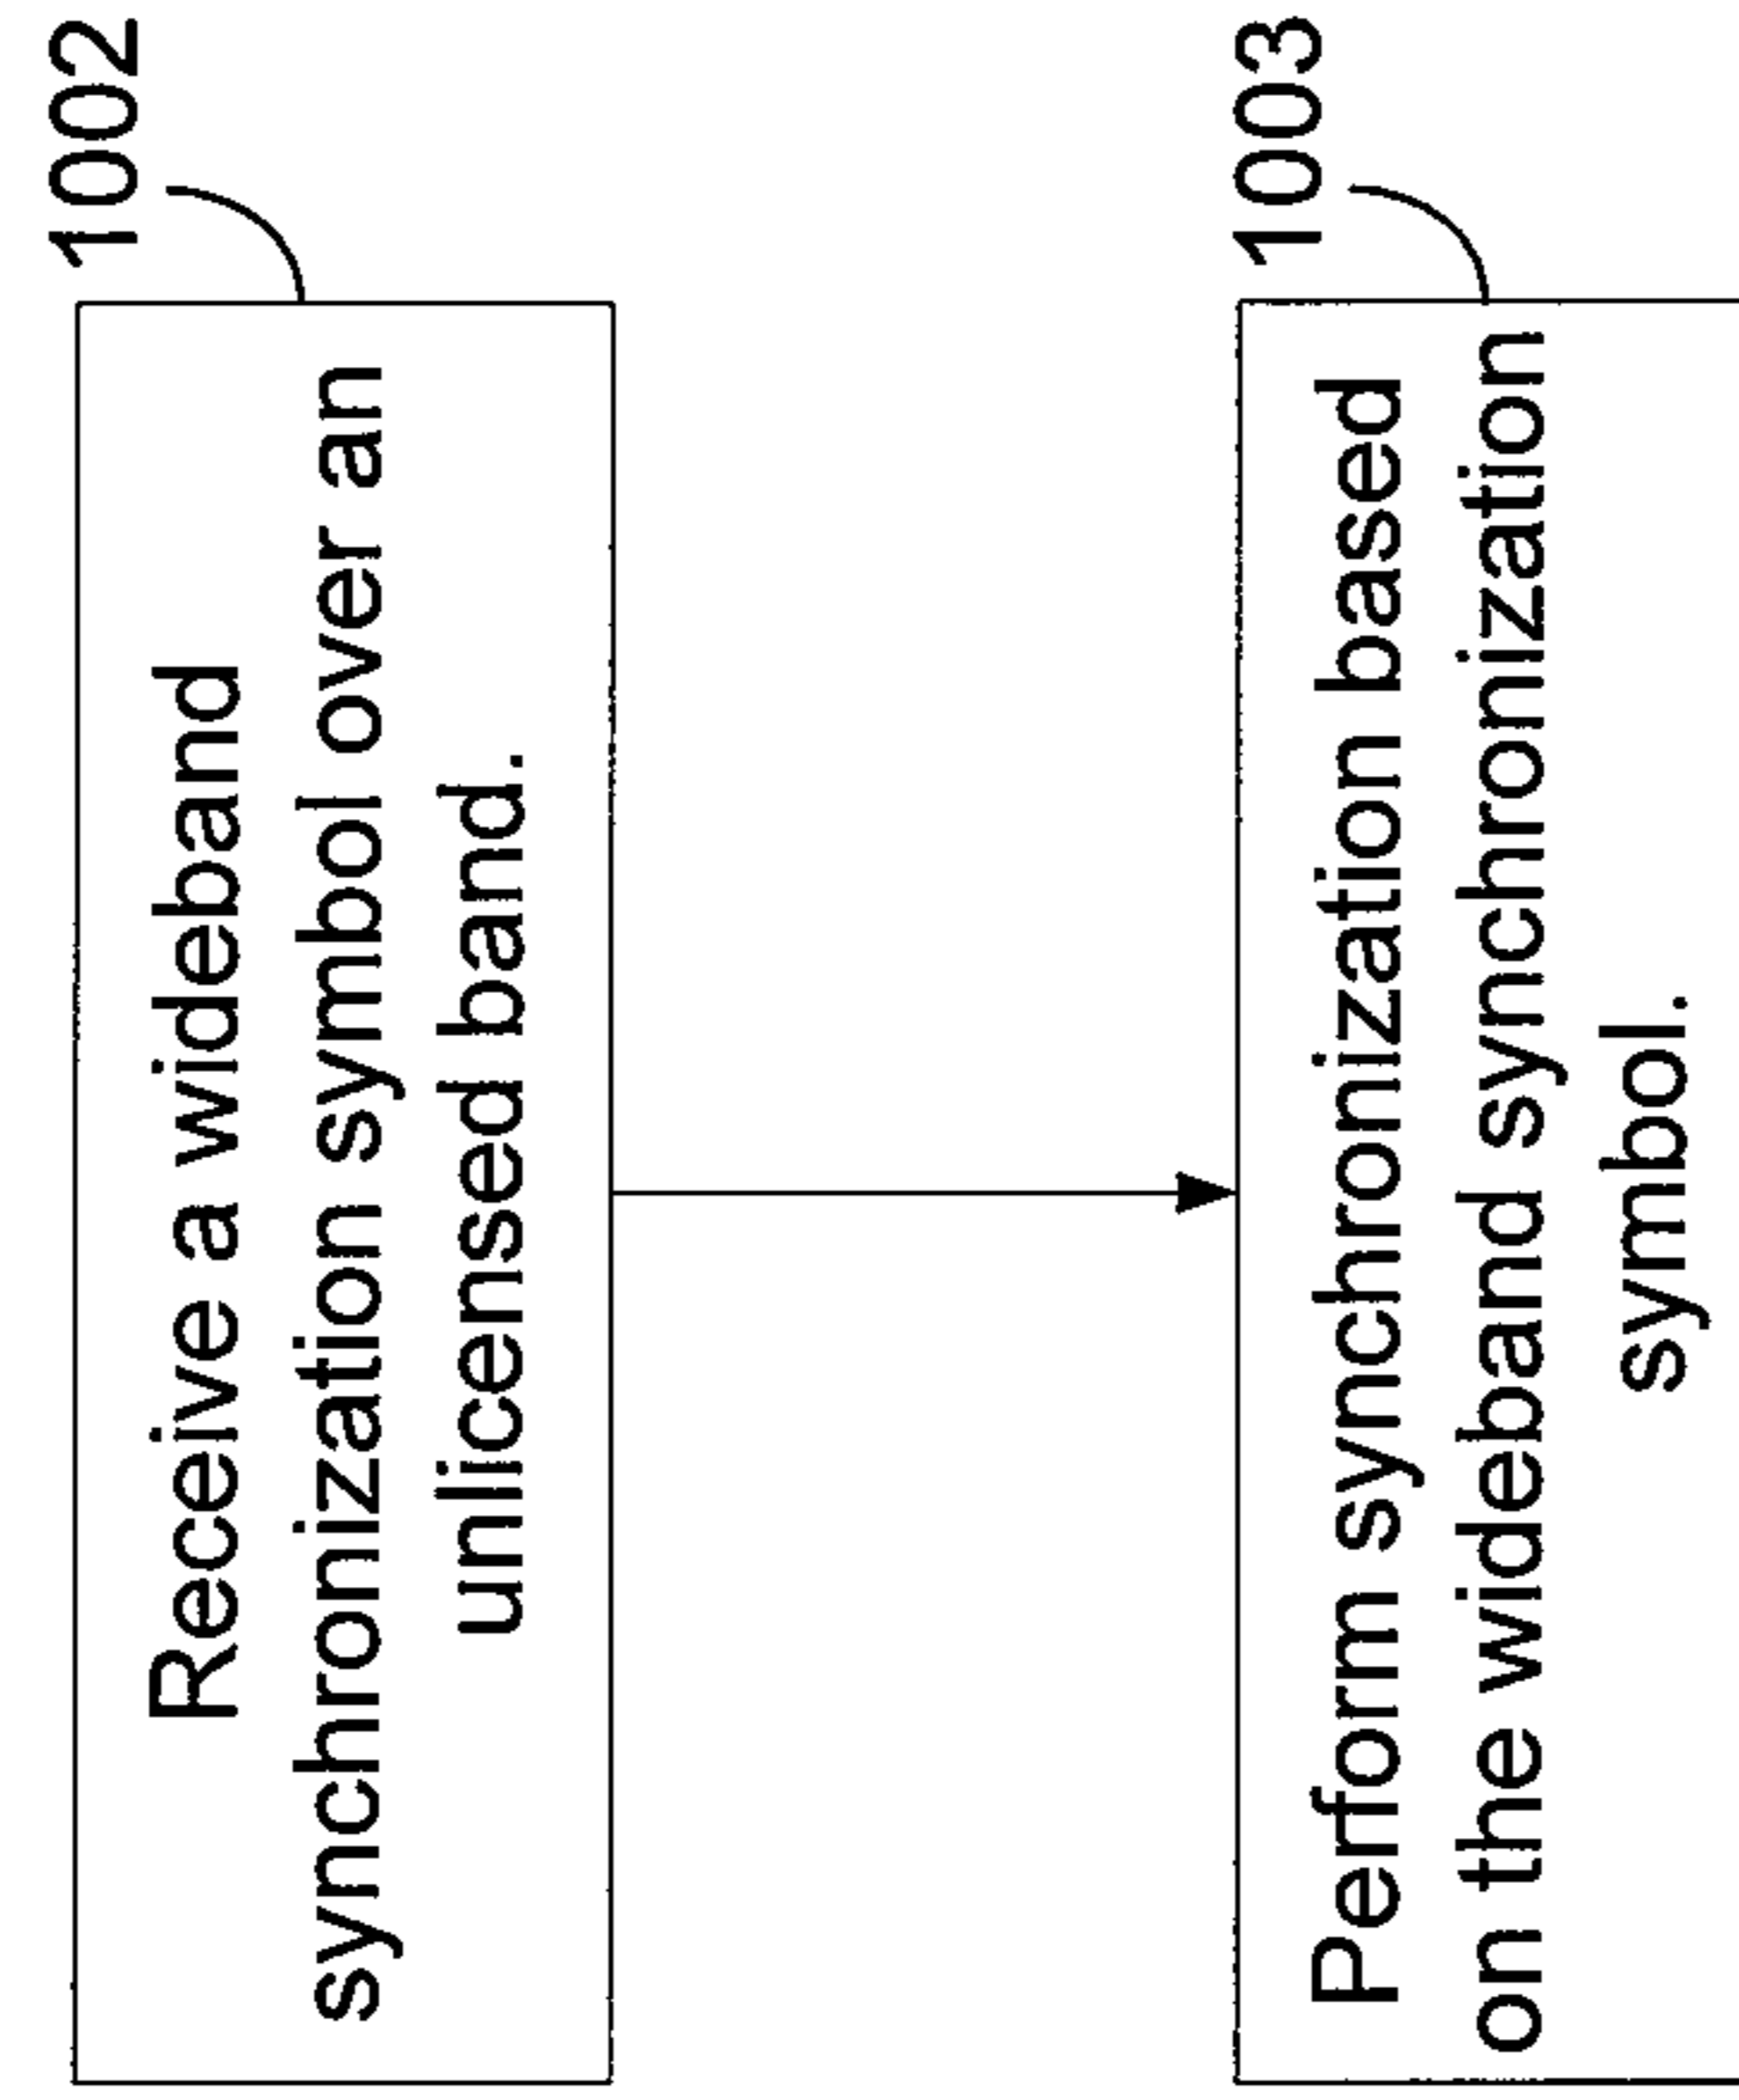 1002
Receive a wideband
synchronization symbol over an
unlicensed band.
1003
Perform synchronization based
on the wideband synchronization
symbol.